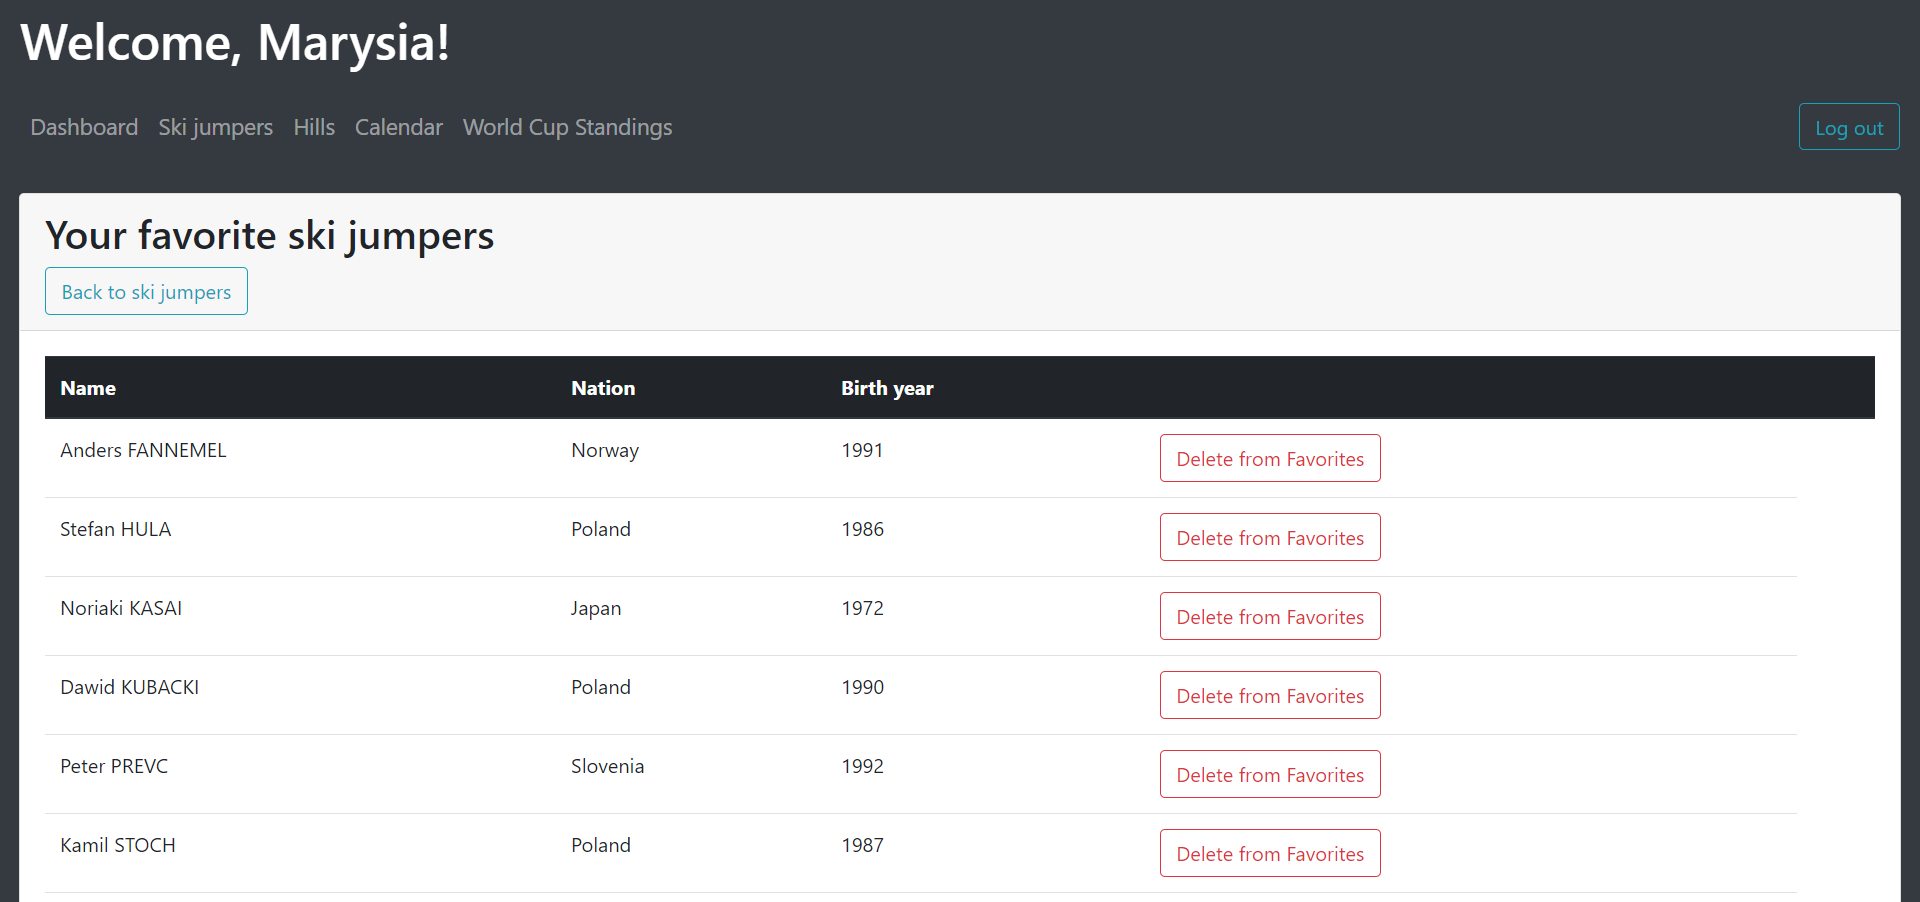 Welcome, Marysia!
Dashboard Ski jumpers Hills Calendar World Cup Standings Log out
Your favorite ski jumpers
Back to ski jumpers
Name Nation Birth year
Anders FANNEMEL Norway 1991 Delete from Favorites
Stefan HULA Poland 1986 Delete from Favorites
Noriaki KASAI Japan 1972 Delete from Favorites
Dawid KUBACKI Poland 1990 Delete from Favorites
Peter PREVC Slovenia 1992 Delete from Favorites
Kamil STOCH Poland 1987 Delete from Favorites